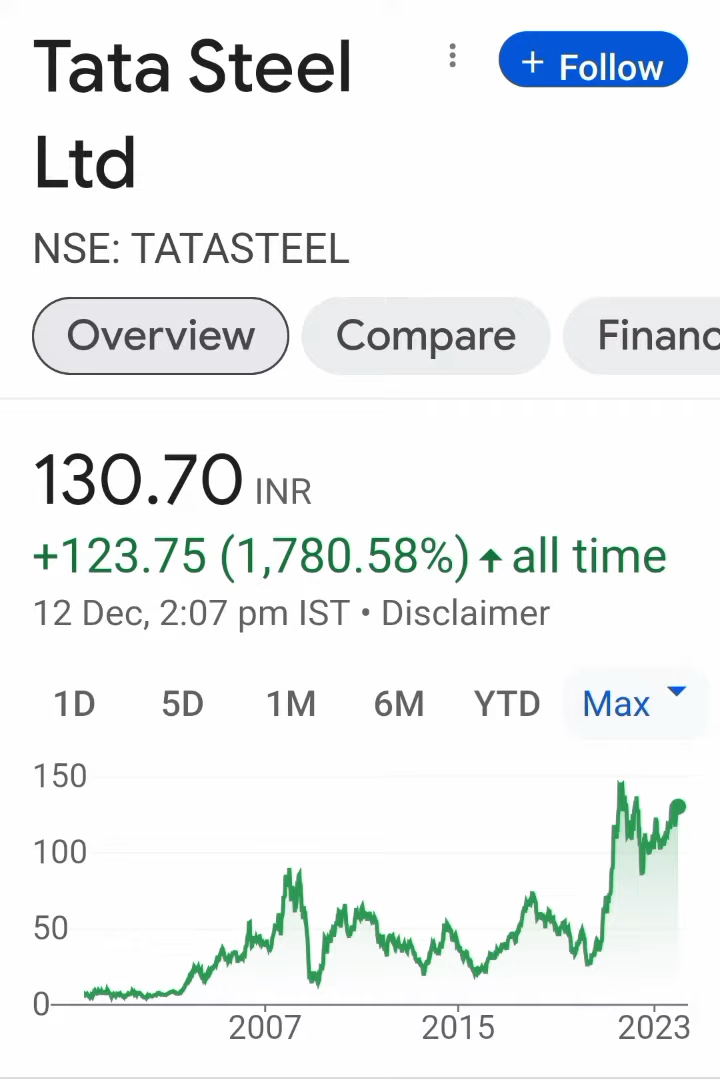 Tata Steel
Ltd
+ Follow
NSE: TATASTEEL
Overview
Compare
Financ
130.70 INR
+123.75 (1,780.58%) ↑ all time
12 Dec, 2:07 pm IST • Disclaimer
1D 5D 1M 6M YTD Max
150
100
50
0
2007 2015 2023